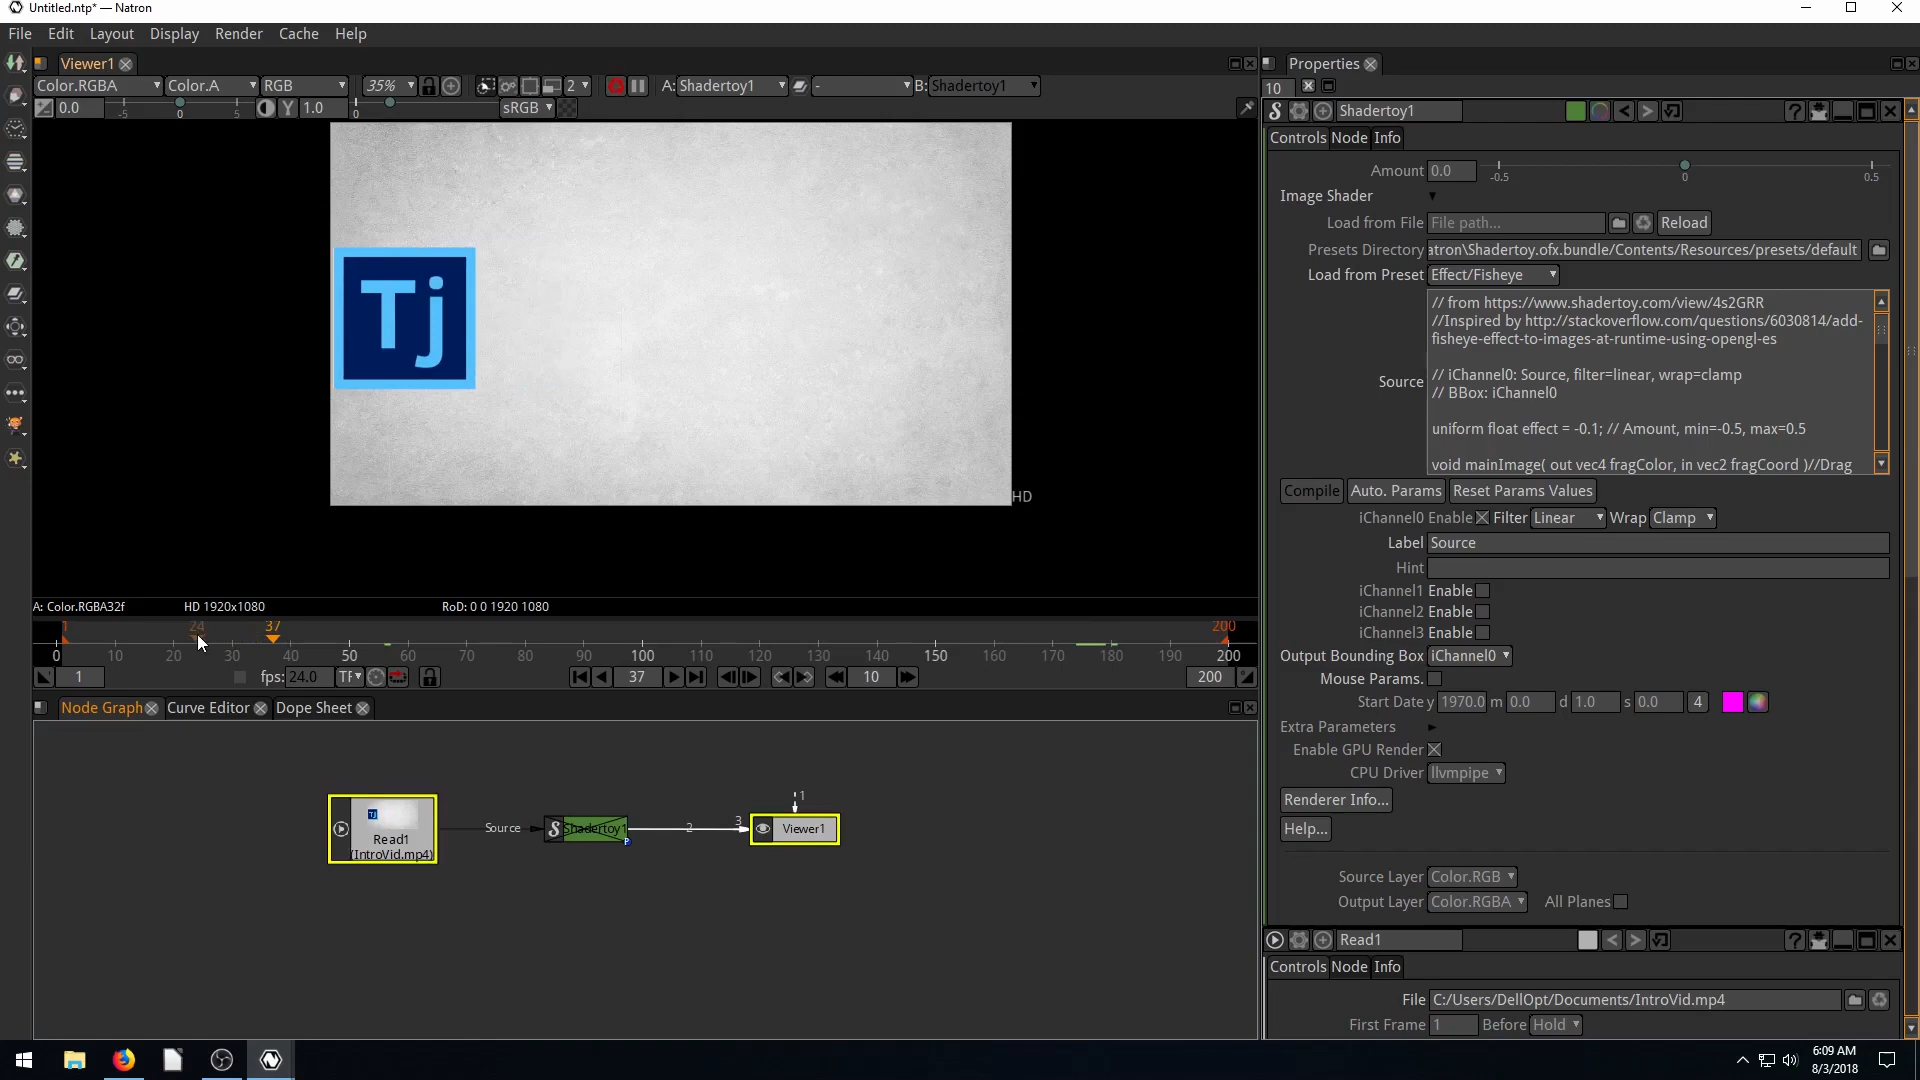 Untitled.ntp* — Natron
File Edit Layout Display Render Cache Help
Viewer1
Color.RGBA Color.A RGB 35% 2 A: Shadertoy1 - B: Shadertoy1
0.0 -5 0 5 Y 1.0 0 sRGB
Tj
HD
A: Color.RGBA32f HD 1920x1080 RoD: 0 0 1920 1080
1 24 37 200
0 10 20 30 40 50 60 70 80 90 100 110 120 130 140 150 160 170 180 190 200
1 fps: 24.0 TF 37 10 200
Node Graph Curve Editor Dope Sheet
Read1
(IntroVid.mp4)
Source
Shadertoy1
P
2
3
1
Viewer1
Properties
10
Shadertoy1
?
Controls Node Info
Amount 0.0 -0.5 0 0.5
Image Shader
Load from File File path... Reload
Presets Directory atron\Shadertoy.ofx.bundle/Contents/Resources/presets/default
Load from Preset Effect/Fisheye
Source
// from https://www.shadertoy.com/view/4s2GRR
//Inspired by http://stackoverflow.com/questions/6030814/add-
fisheye-effect-to-images-at-runtime-using-opengl-es
// iChannel0: Source, filter=linear, wrap=clamp
// BBox: iChannel0
uniform float effect = -0.1; // Amount, min=-0.5, max=0.5
void mainImage( out vec4 fragColor, in vec2 fragCoord )//Drag
Compile Auto. Params Reset Params Values
iChannel0 Enable Filter Linear Wrap Clamp
Label Source
Hint
iChannel1 Enable
iChannel2 Enable
iChannel3 Enable
Output Bounding Box iChannel0
Mouse Params.
Start Date y 1970.0 m 0.0 d 1.0 s 0.0 4
Extra Parameters
Enable GPU Render
CPU Driver llvmpipe
Renderer Info...
Help...
Source Layer Color.RGB
Output Layer Color.RGBA All Planes
Read1
?
Controls Node Info
File C:/Users/DellOpt/Documents/IntroVid.mp4
First Frame 1 Before Hold
6:09 AM
8/3/2018